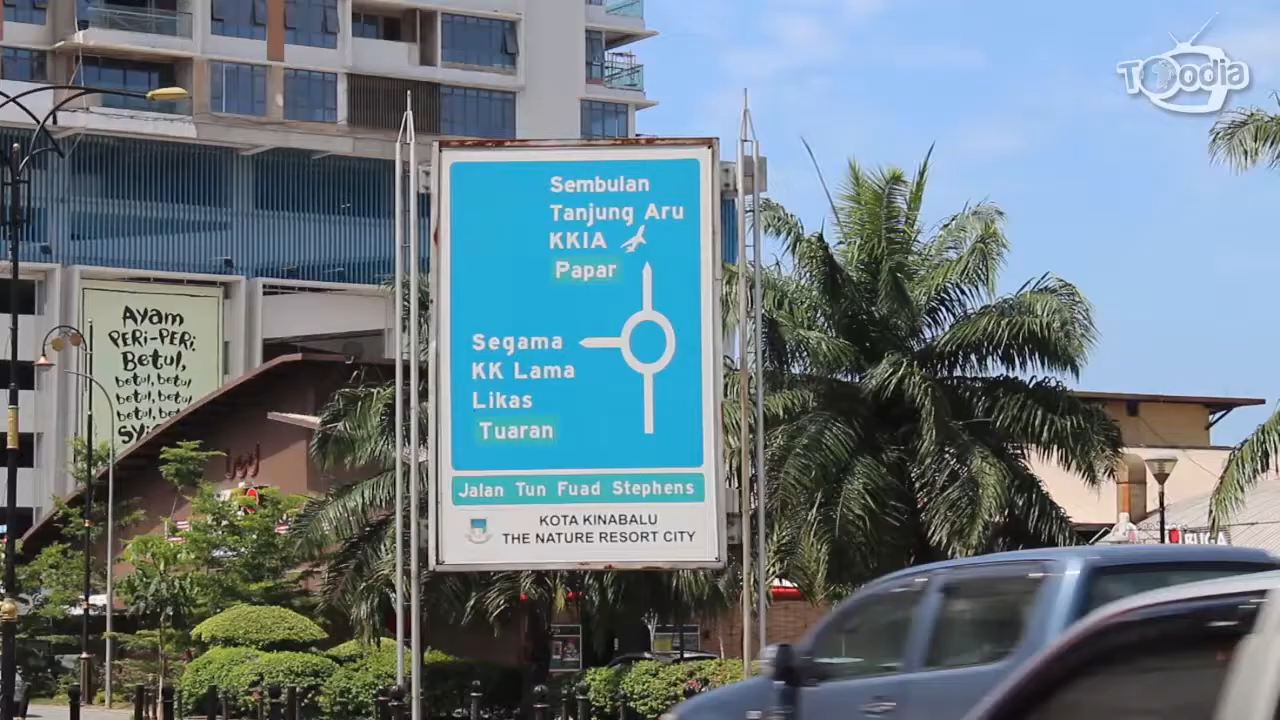 Toodia
Sembulan
Tanjung Aru
KKIA
Papar
Segama
KK Lama
Likas
Tuaran
Jalan Tun Fuad Stephens
KOTA KINABALU
THE NATURE RESORT CITY
Ayam
PERi-PERi
Betul,
betul, betul
betul, betul
betul, b